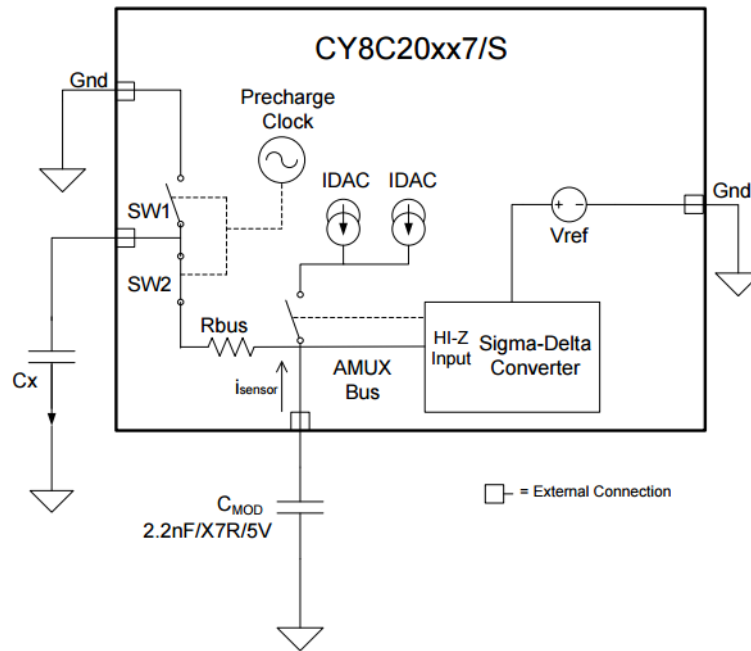 CY8C20xx7/S
Gnd
Precharge
Clock
IDAC IDAC
Gnd
SW1
+ -
Vref
SW2
Rbus
HI-Z
Input
Sigma-Delta
Converter
Cx
isensor
AMUX
Bus
CMOD
2.2nF/X7R/5V
= External Connection